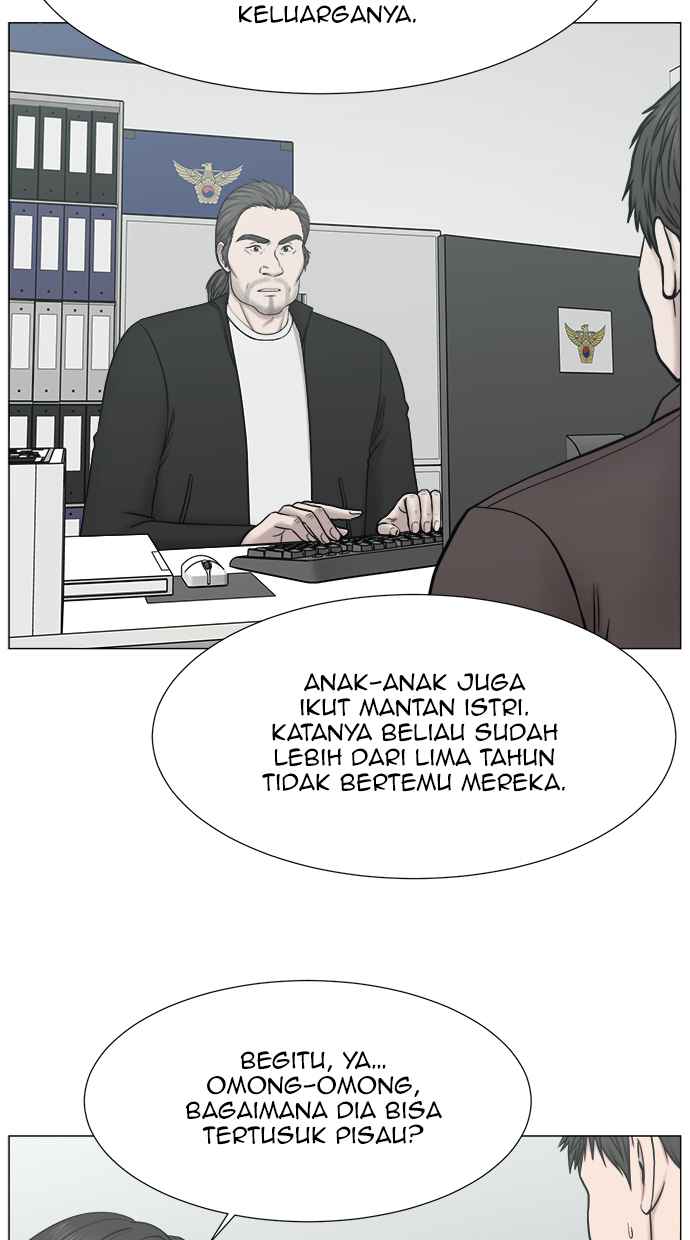 KELUARGANYA.
ANAK-ANAK JUGA
IKUT MANTAN ISTRI.
KATANYA BELIAU SUDAH
LEBIH DARI LIMA TAHUN
TIDAK BERTEMU MEREKA.
BEGITU, YA...
OMONG-OMONG,
BAGAIMANA DIA BISA
TERTUSUK PISAU?